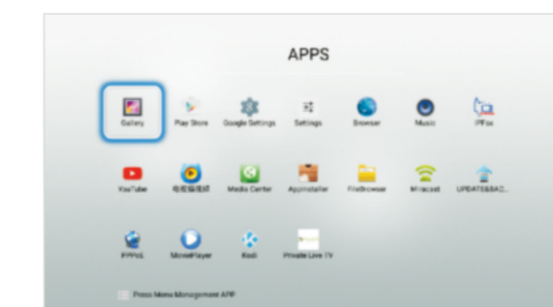 APPS
Gallery Play Store Google Settings Settings Browser Music IPFox
YouTube Media Center AppInstaller FileBrowser Miracast UPDATE&BAC...
PPPoE MoviePlayer Kodi Private Live TV
Press Menu Management APP